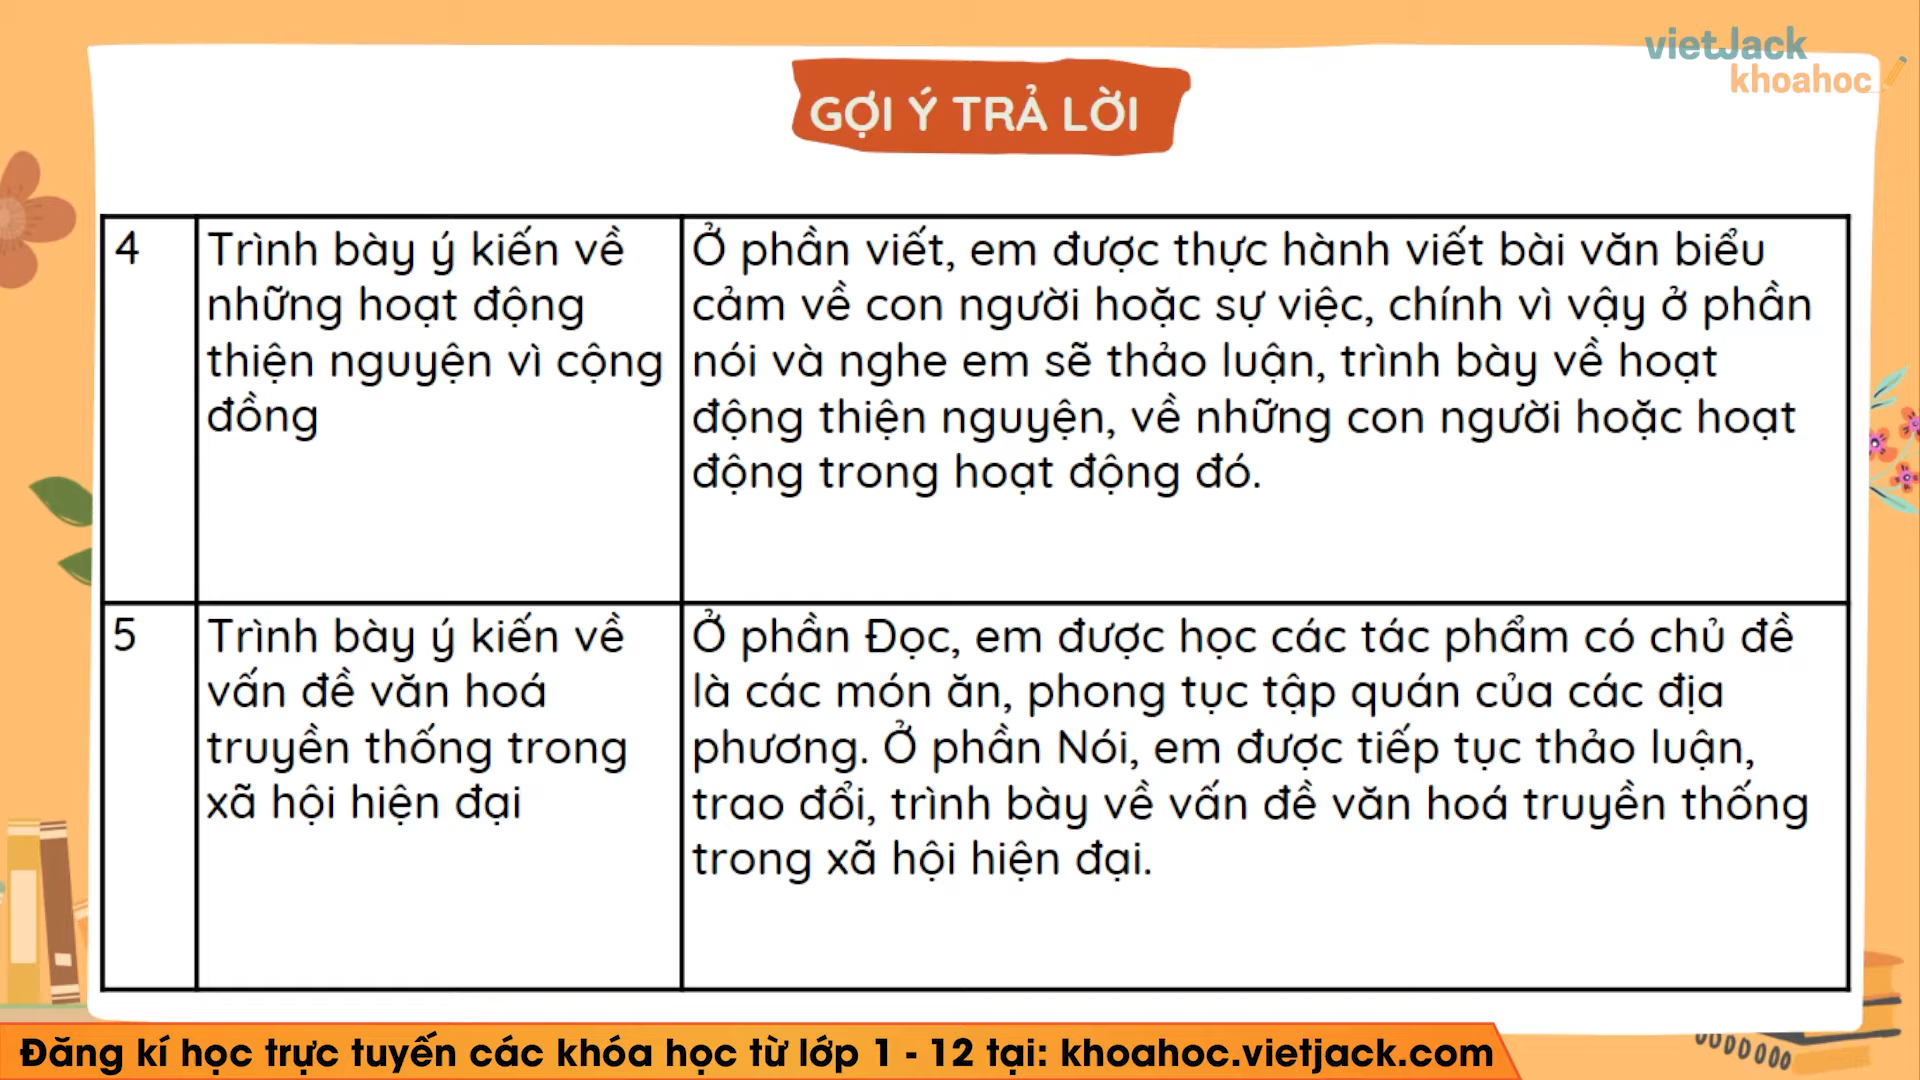 vietJack
khoahoc
GỢI Ý TRẢ LỜI
4
Trình bày ý kiến về
những hoạt động
thiện nguyện vì cộng
đồng
Ở phần viết, em được thực hành viết bài văn biểu
cảm về con người hoặc sự việc, chính vì vậy ở phần
nói và nghe em sẽ thảo luận, trình bày về hoạt
động thiện nguyện, về những con người hoặc hoạt
động trong hoạt động đó.
5
Trình bày ý kiến về
vấn đề văn hoá
truyền thống trong
xã hội hiện đại
Ở phần Đọc, em được học các tác phẩm có chủ đề
là các món ăn, phong tục tập quán của các địa
phương. Ở phần Nói, em được tiếp tục thảo luận,
trao đổi, trình bày về vấn đề văn hoá truyền thống
trong xã hội hiện đại.
Đăng kí học trực tuyến các khóa học từ lớp 1 - 12 tại: khoahoc.vietjack.com